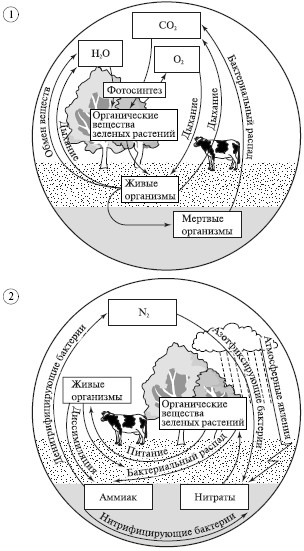 1
CO₂
H₂O
O₂
Фотосинтез
Органические
вещества
зеленых растений
Обмен веществ
Дыхание
Дыхание
Дыхание
Бактериальный распад
Живые
организмы
Мертвые
организмы
2
N₂
Денитрифицирующие бактерии
Азотфиксирующие бактерии
Атмосферные явления
Живые
организмы
Органические
вещества
зеленых растений
Диссимиляция
Питание
Бактериальный распад
Аммиак
Нитраты
Нитрифицирующие бактерии